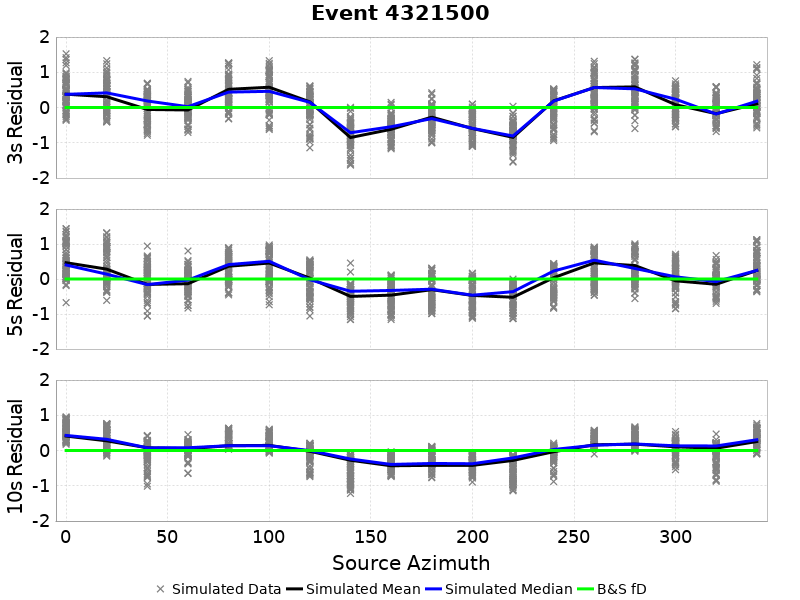 Event 4321500
2
1
0
-1
-2
3s Residual
2
1
0
-1
-2
5s Residual
2
1
0
-1
-2
10s Residual
0 50 100 150 200 250 300
Source Azimuth
Simulated Data Simulated Mean Simulated Median B&S fD